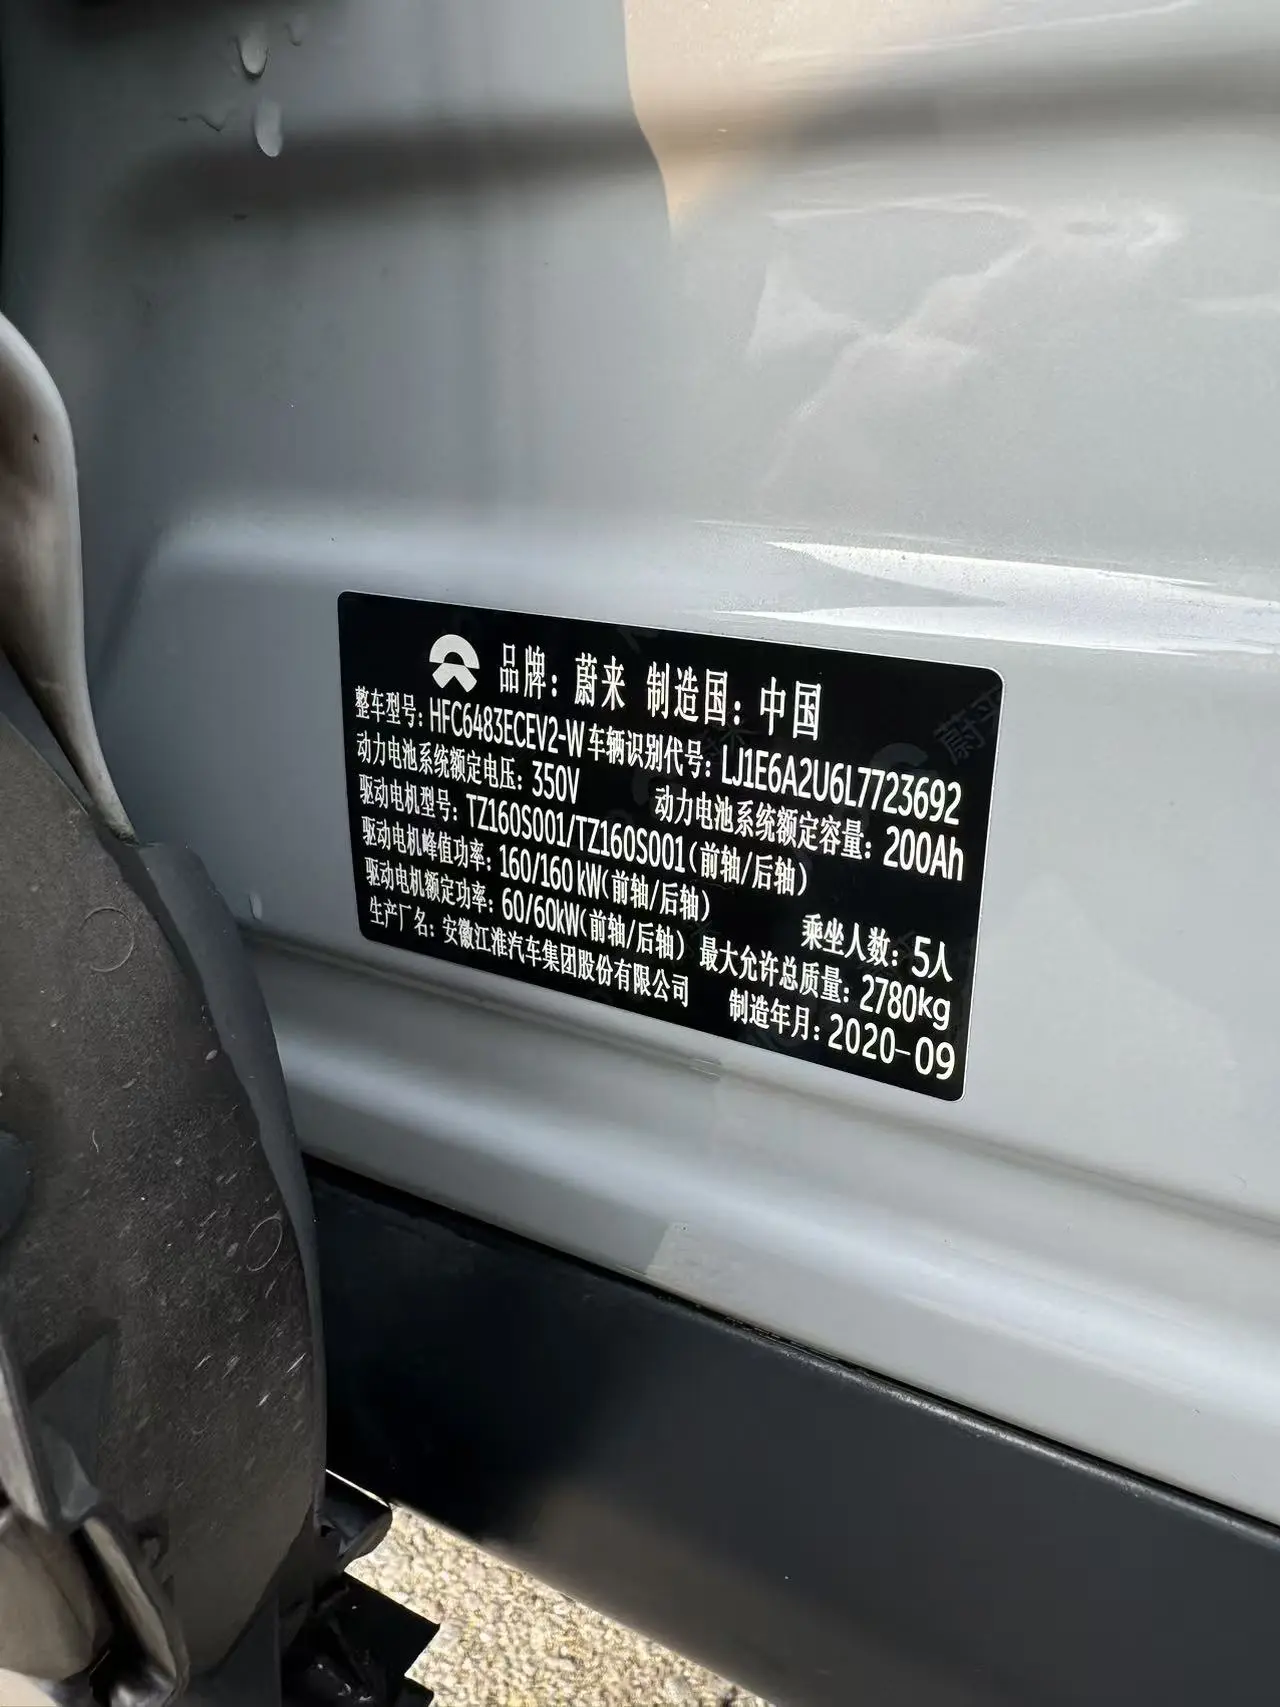 品牌：蔚来 制造国：中国
整车型号：HFC6483ECEV2-W 车辆识别代号：LJ1E6A2U6L7723692
动力电池系统额定电压：350V 动力电池系统额定容量：200Ah
驱动电机型号：TZ160S001/TZ160S001(前轴/后轴)
驱动电机峰值功率：160/160kW(前轴/后轴) 乘坐人数：5人
驱动电机额定功率：60/60kW(前轴/后轴) 最大允许总质量：2780kg
生产厂名：安徽江淮汽车集团股份有限公司 制造年月：2020-09